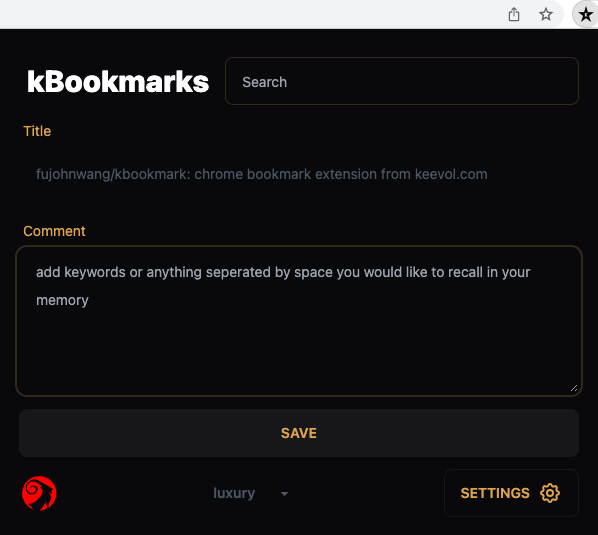 kBookmarks
Search
Title
fujohnwang/kbookmark: chrome bookmark extension from keevol.com
Comment
add keywords or anything seperated by space you would like to recall in your
memory
SAVE
luxury
SETTINGS